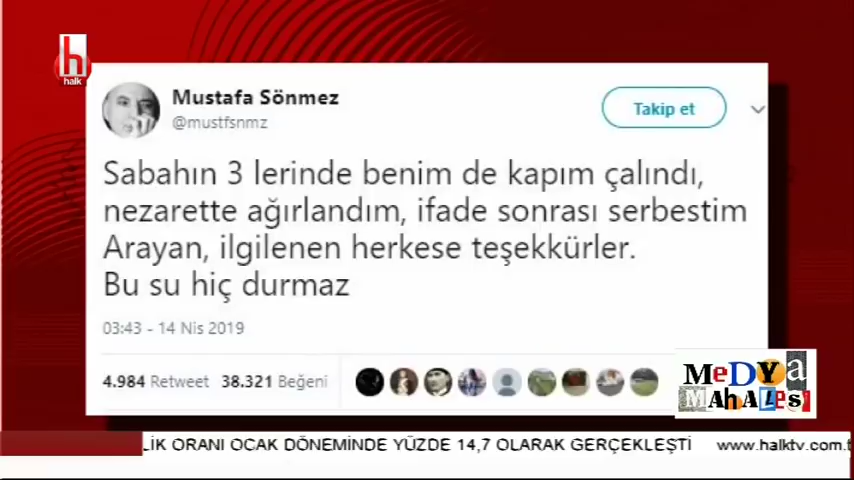 h
halk
Mustafa Sönmez
@mustfsnmz
Takip et
Sabahın 3 lerinde benim de kapım çalındı,
nezarette ağırlandım, ifade sonrası serbestim
Arayan, ilgilenen herkese teşekkürler.
Bu su hiç durmaz
03:43 - 14 Nis 2019
4.984 Retweet 38.321 Beğeni
MeDYa
MaHaLesi
LİK ORANI OCAK DÖNEMİNDE YÜZDE 14,7 OLARAK GERÇEKLEŞTİ www.halktv.com.t